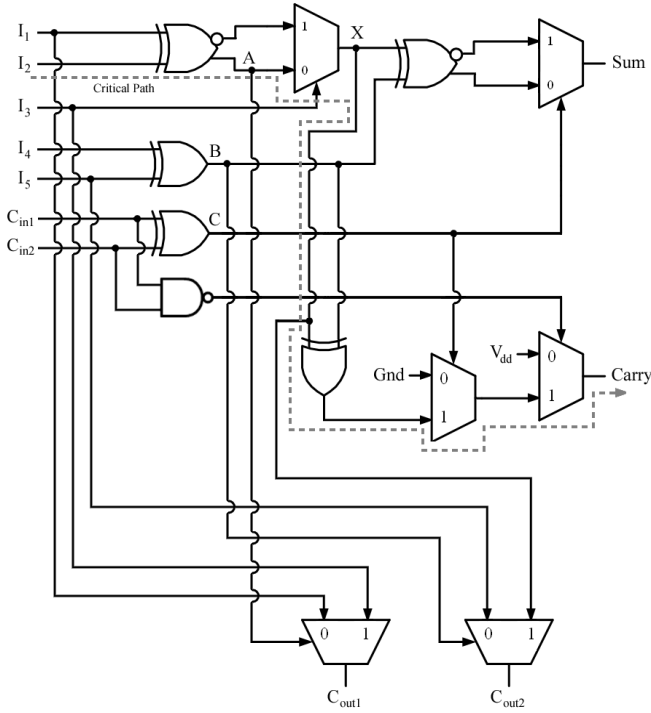 I1
1
X
1
Sum
I2
A
0
0
Critical Path
I3
I4
B
I5
Cin1
C
Cin2
Vdd
0
Gnd
0
Carry
1
1
0
1
0
1
Cout1
Cout2